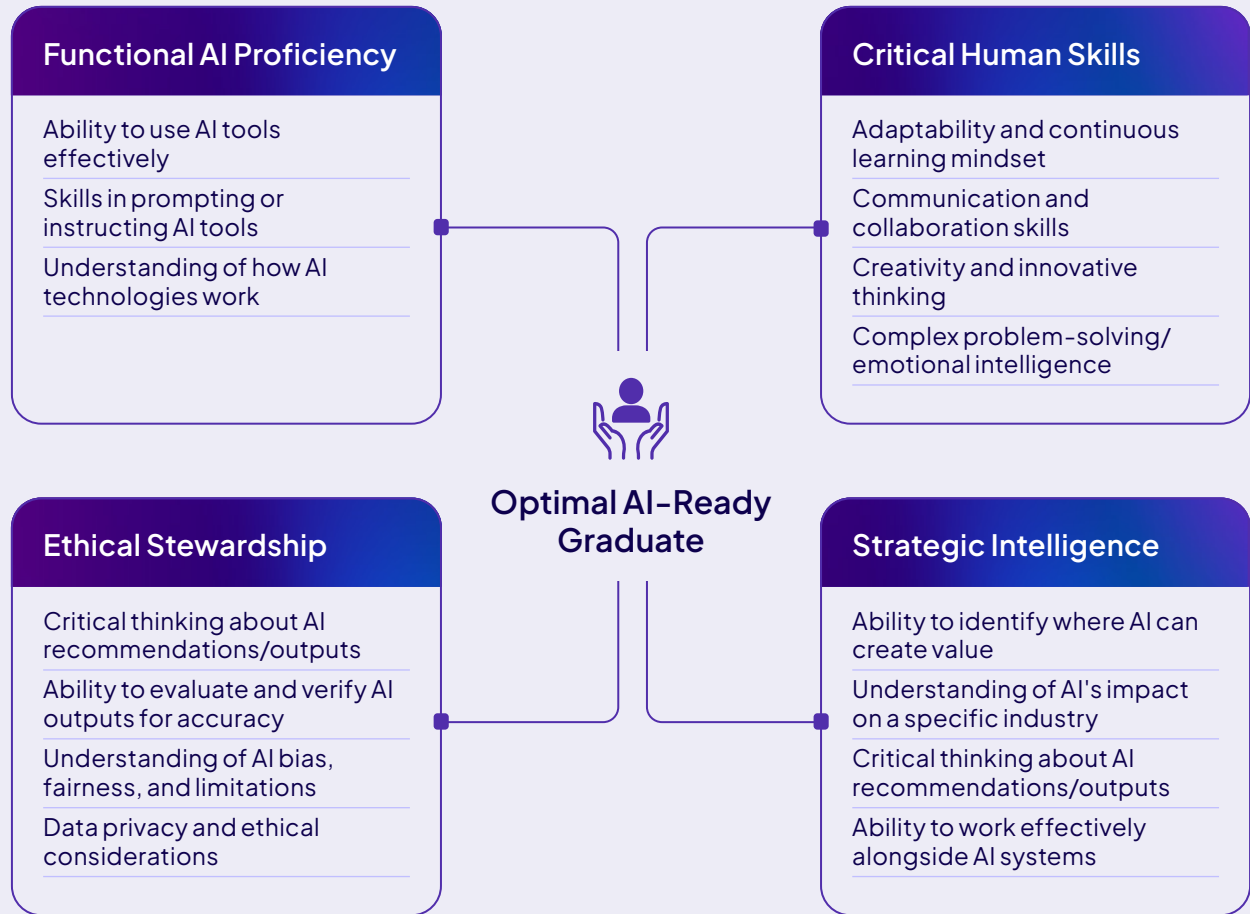 Functional AI Proficiency
Ability to use AI tools
effectively
Skills in prompting or
instructing AI tools
Understanding of how AI
technologies work
Critical Human Skills
Adaptability and continuous
learning mindset
Communication and
collaboration skills
Creativity and innovative
thinking
Complex problem-solving/
emotional intelligence
Optimal AI-Ready
Graduate
Ethical Stewardship
Critical thinking about AI
recommendations/outputs
Ability to evaluate and verify AI
outputs for accuracy
Understanding of AI bias,
fairness, and limitations
Data privacy and ethical
considerations
Strategic Intelligence
Ability to identify where AI can
create value
Understanding of AI's impact
on a specific industry
Critical thinking about AI
recommendations/outputs
Ability to work effectively
alongside AI systems